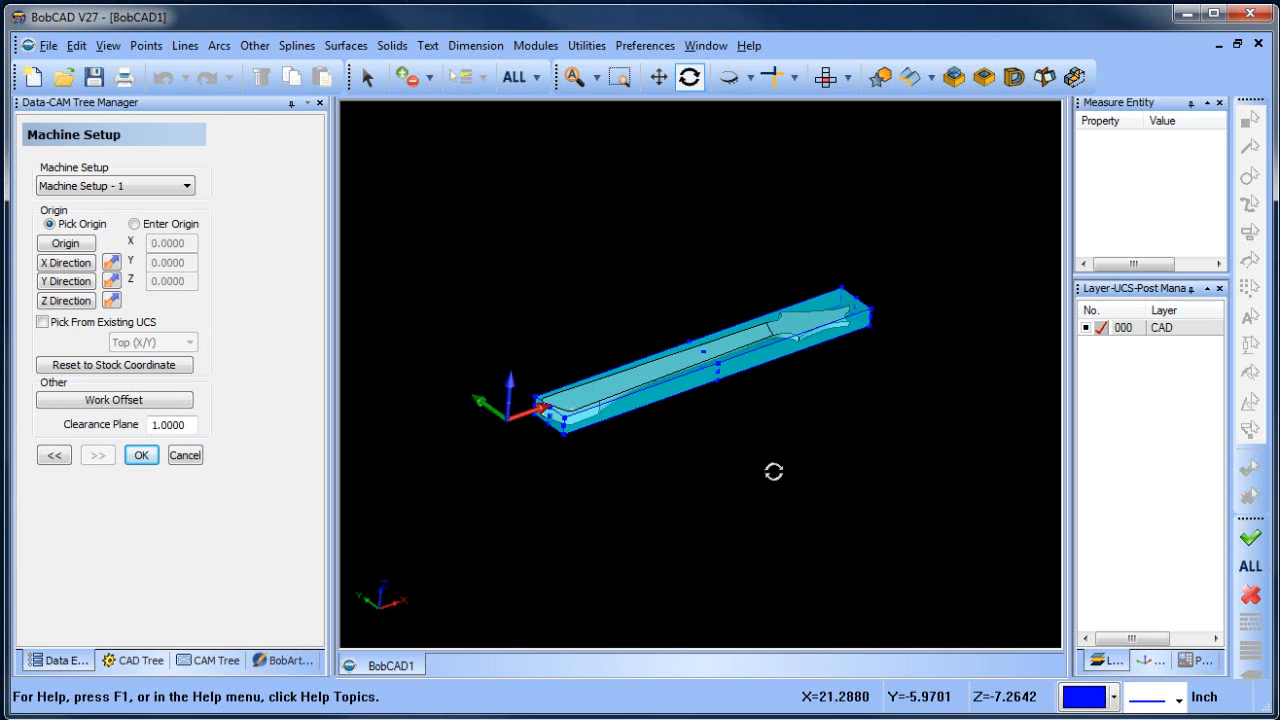 BobCAD V27 - [BobCAD1]
File Edit View Points Lines Arcs Other Splines Surfaces Solids Text Dimension Modules Utilities Preferences Window Help
ALL
Data-CAM Tree Manager
Machine Setup
Machine Setup
Machine Setup - 1
Origin
Pick Origin Enter Origin
Origin X 0.0000
X Direction Y 0.0000
Y Direction Z 0.0000
Z Direction
Pick From Existing UCS
Top (X/Y)
Reset to Stock Coordinate
Other
Work Offset
Clearance Plane 1.0000
<< >> OK Cancel
Data E... CAD Tree CAM Tree BobArt...
Z
Y X
BobCAD1
Measure Entity
Property Value
Layer-UCS-Post Mana
No. Layer
000 CAD
L... ... P...
ALL
For Help, press F1, or in the Help menu, click Help Topics.
X=21.2880 Y=-5.9701 Z=-7.2642 Inch